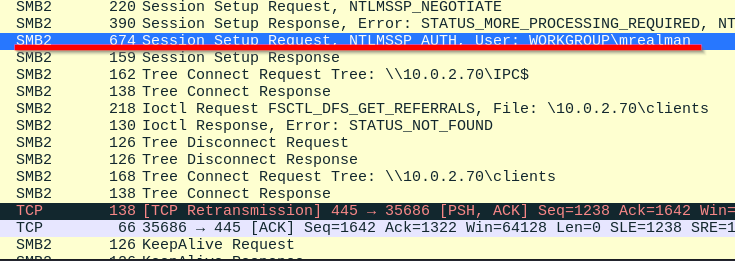 SMB2 220 Session Setup Request, NTLMSSP_NEGOTIATE
SMB2 390 Session Setup Response, Error: STATUS_MORE_PROCESSING_REQUIRED, NT
SMB2 674 Session Setup Request, NTLMSSP_AUTH, User: WORKGROUP\mrealman
SMB2 159 Session Setup Response
SMB2 162 Tree Connect Request Tree: \\10.0.2.70\IPC$
SMB2 138 Tree Connect Response
SMB2 218 Ioctl Request FSCTL_DFS_GET_REFERRALS, File: \10.0.2.70\clients
SMB2 130 Ioctl Response, Error: STATUS_NOT_FOUND
SMB2 126 Tree Disconnect Request
SMB2 126 Tree Disconnect Response
SMB2 168 Tree Connect Request Tree: \\10.0.2.70\clients
SMB2 138 Tree Connect Response
TCP 138 [TCP Retransmission] 445 → 35686 [PSH, ACK] Seq=1238 Ack=1642 Win=
TCP 66 35686 → 445 [ACK] Seq=1642 Ack=1322 Win=64128 Len=0 SLE=1238 SRE=1
SMB2 126 KeepAlive Request